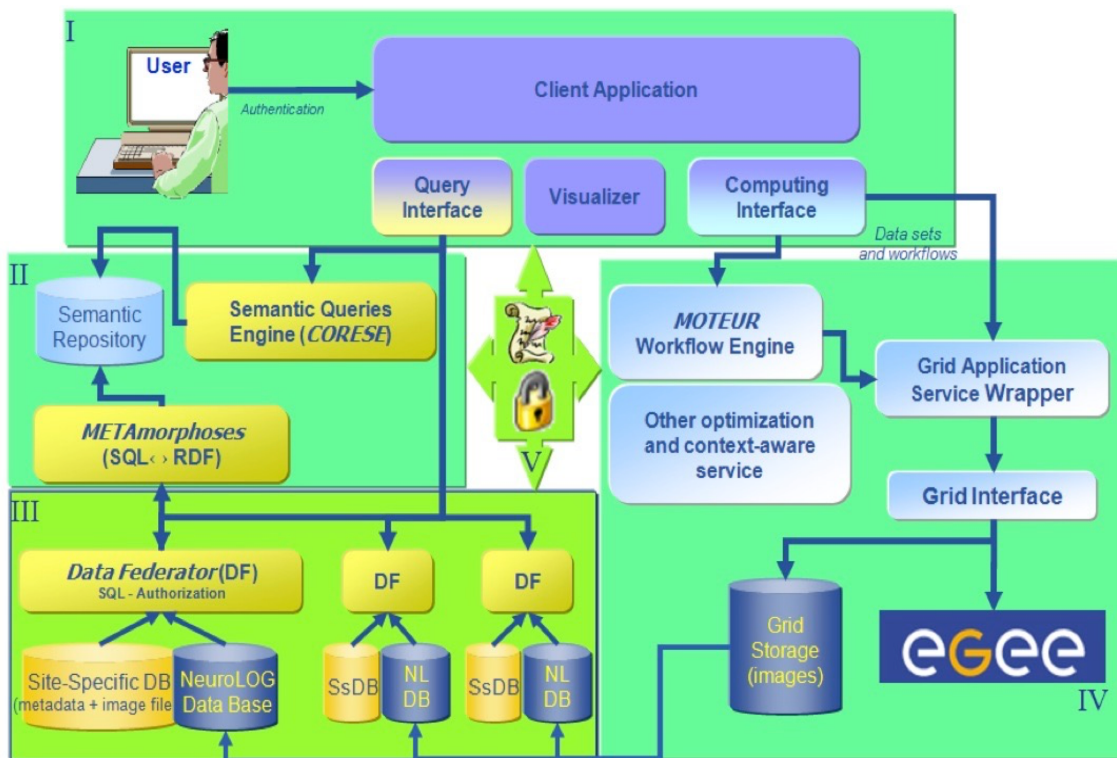 I
User
Authentication
Client Application
Query
Interface
Visualizer
Computing
Interface
Data sets
and workflows
II
Semantic
Repository
Semantic Queries
Engine (CORESE)
METAmorphoses
(SQL‹ › RDF)
V
MOTEUR
Workflow Engine
Other optimization
and context-aware
service
Grid Application
Service Wrapper
Grid Interface
Grid
Storage
(images)
egee
IV
III
Data Federator(DF)
SQL - Authorization
DF
DF
Site-Specific DB
(metadata + image file
NeuroLOG
Data Base
SsDB
NL
DB
SsDB
NL
DB